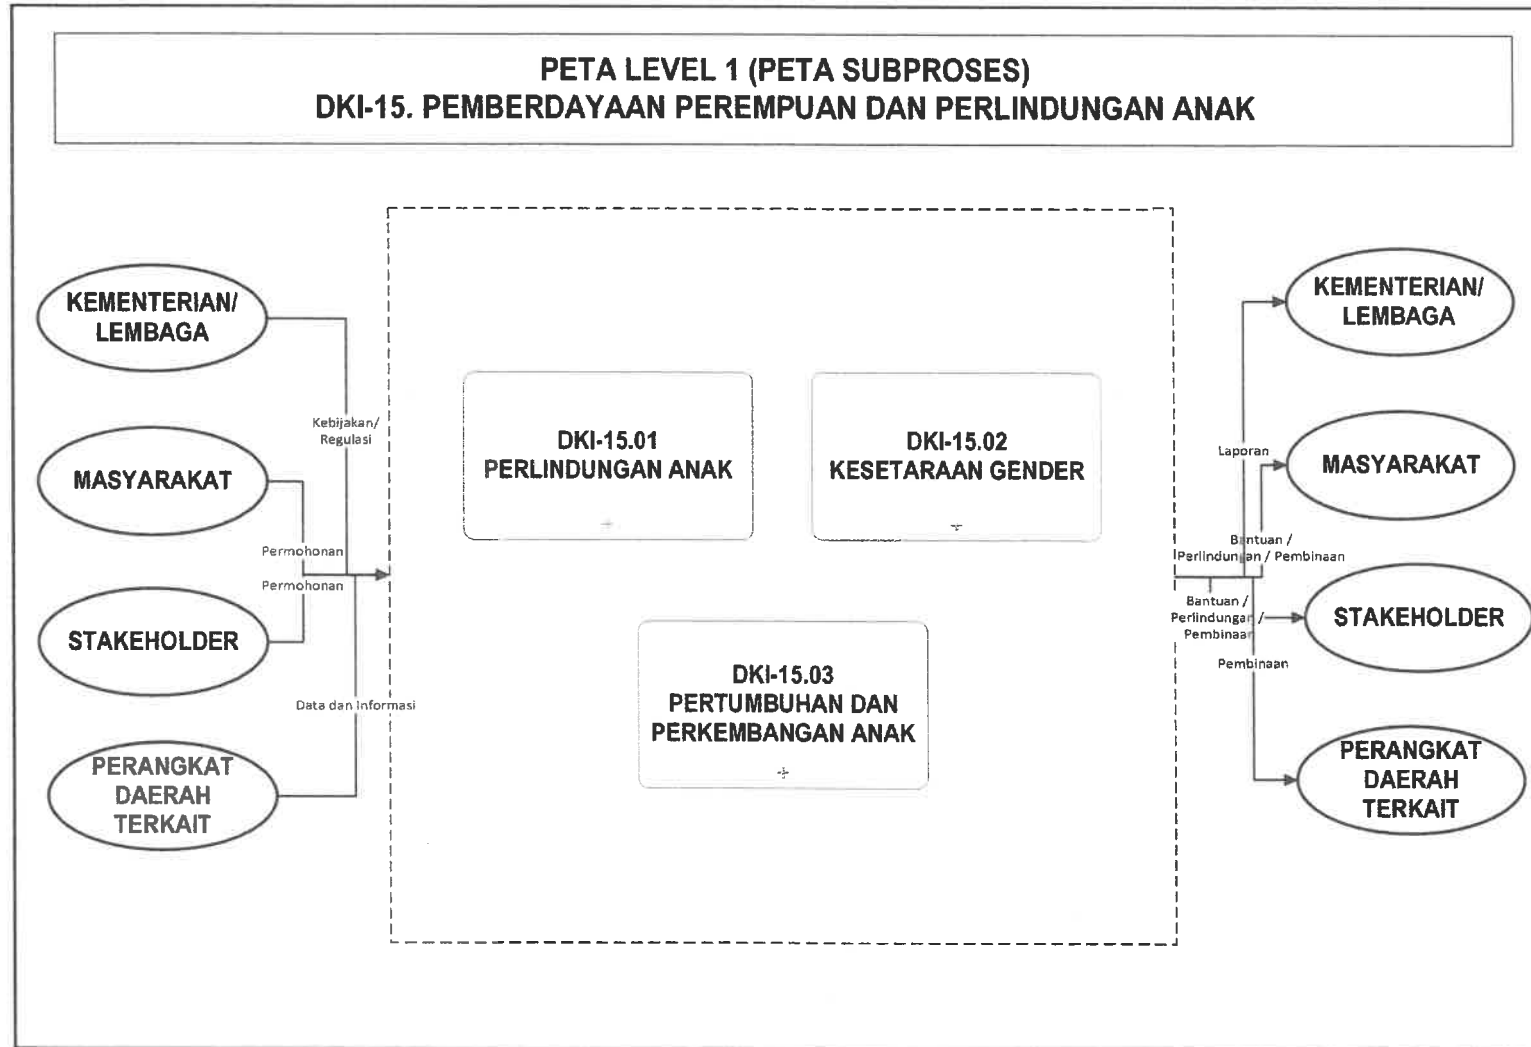 PETA LEVEL 1 (PETA SUBPROSES)
DKI-15. PEMBERDAYAAN PEREMPUAN DAN PERLINDUNGAN ANAK
KEMENTERIAN/
LEMBAGA
MASYARAKAT
STAKEHOLDER
PERANGKAT
DAERAH
TERKAIT
Kebijakan/
Regulasi
Permohonan
Permohonan
Data dan Informasi
DKI-15.01
PERLINDUNGAN ANAK
DKI-15.02
KESETARAAN GENDER
DKI-15.03
PERTUMBUHAN DAN
PERKEMBANGAN ANAK
Laporan
Bantuan /
Perlindungan / Pembinaan
Bantuan /
Perlindungan /
Pembinaan
Pembinaan
KEMENTERIAN/
LEMBAGA
MASYARAKAT
STAKEHOLDER
PERANGKAT
DAERAH
TERKAIT